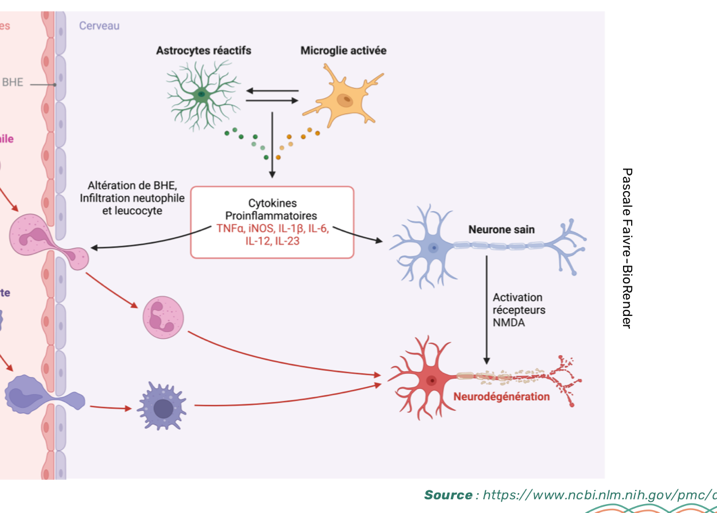 Cerveau
Astrocytes réactifs
Microglie activée
BHE
Altération de BHE,
Infiltration neutophile
et leucocyte
Cytokines
Proinflammatoires
TNFα, iNOS, IL-1β, IL-6,
IL-12, IL-23
Neurone sain
Activation
récepteurs
NMDA
Neurodégénération
Pascale Faivre-BioRender
Source : https://www.ncbi.nlm.nih.gov/pmc/